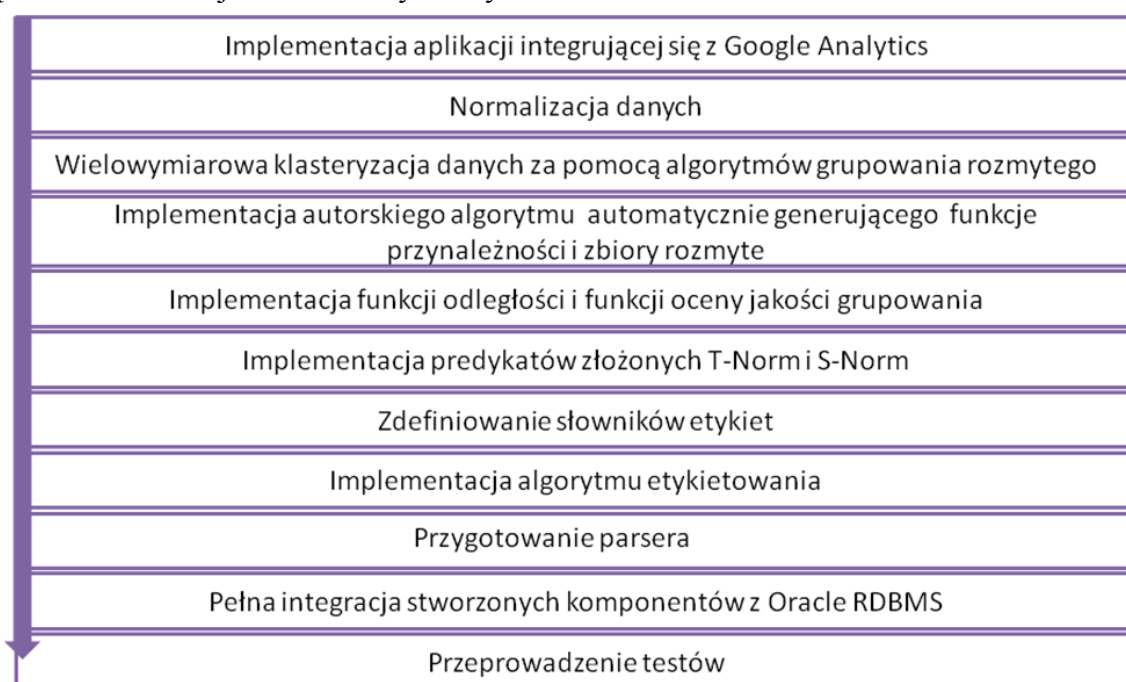 Implementacja aplikacji integrującej się z Google Analytics
Normalizacja danych
Wielowymiarowa klasteryzacja danych za pomocą algorytmów grupowania rozmytego
Implementacja autorskiego algorytmu automatycznie generującego funkcje
przynależności i zbiory rozmyte
Implementacja funkcji odległości i funkcji oceny jakości grupowania
Implementacja predykatów złożonych T-Norm i S-Norm
Zdefiniowanie słowników etykiet
Implementacja algorytmu etykietowania
Przygotowanie parsera
Pełna integracja stworzonych komponentów z Oracle RDBMS
Przeprowadzenie testów